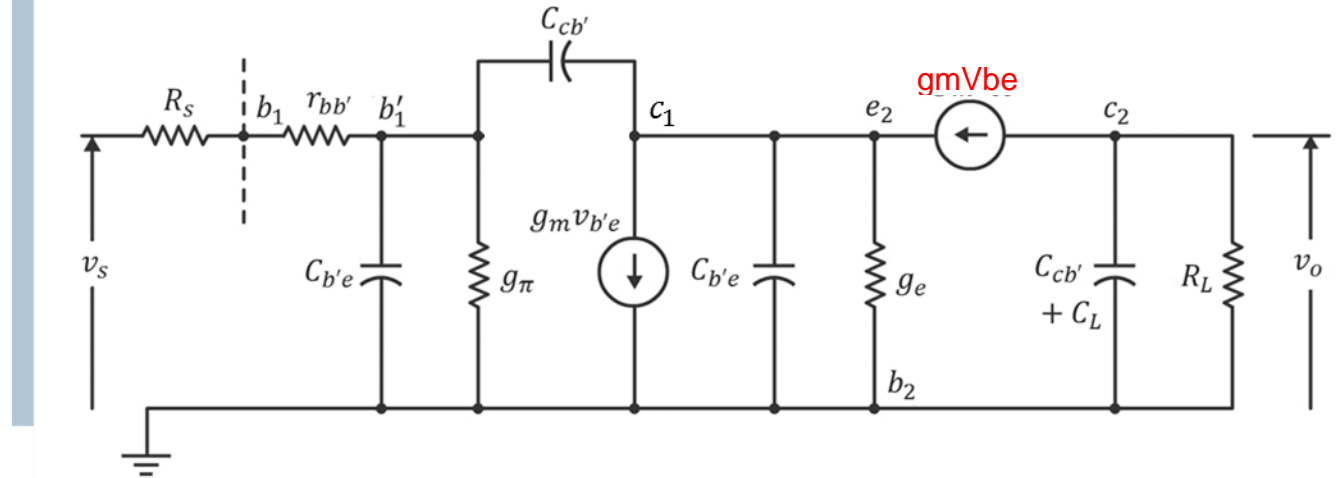 C_{cb'}
gmVbe
R_s
b_1
r_{bb'}
b'_1
c_1
e_2
c_2
g_m v_{b'e}
v_s
C_{b'e}
g_π
C_{b'e}
g_e
C_{cb'}
+ C_L
R_L
v_o
b_2